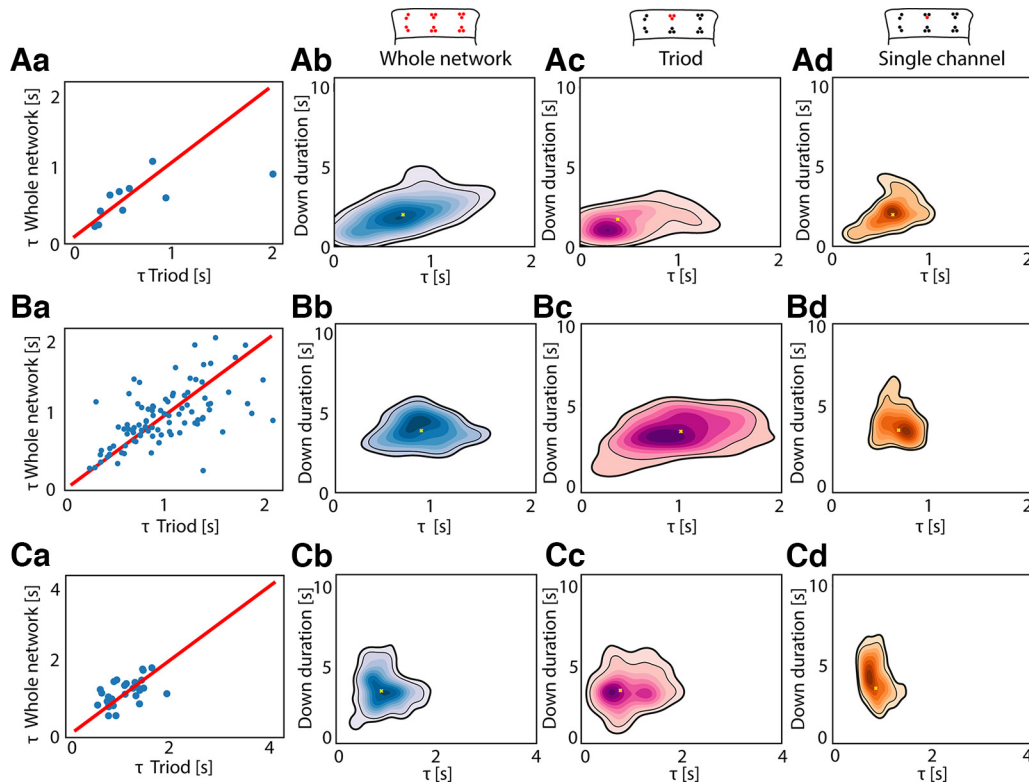 Whole network
Triod
Single channel
Aa
τ Whole network [s]
2
1
0
0
1
2
τ Triod [s]
Ab
Down duration [s]
10
5
0
0
1
2
τ [s]
Ac
Down duration [s]
10
5
0
0
1
2
τ [s]
Ad
Down duration [s]
10
5
0
0
1
2
τ [s]
Ba
τ Whole network [s]
2
1
0
0
1
2
τ Triod [s]
Bb
Down duration [s]
10
5
0
0
1
2
τ [s]
Bc
Down duration [s]
10
5
0
0
1
2
τ [s]
Bd
Down duration [s]
10
5
0
0
1
2
τ [s]
Ca
τ Whole network [s]
4
2
0
0
2
4
τ Triod [s]
Cb
Down duration [s]
10
5
0
0
2
4
τ [s]
Cc
Down duration [s]
10
5
0
0
2
4
τ [s]
Cd
Down duration [s]
10
5
0
0
2
4
τ [s]